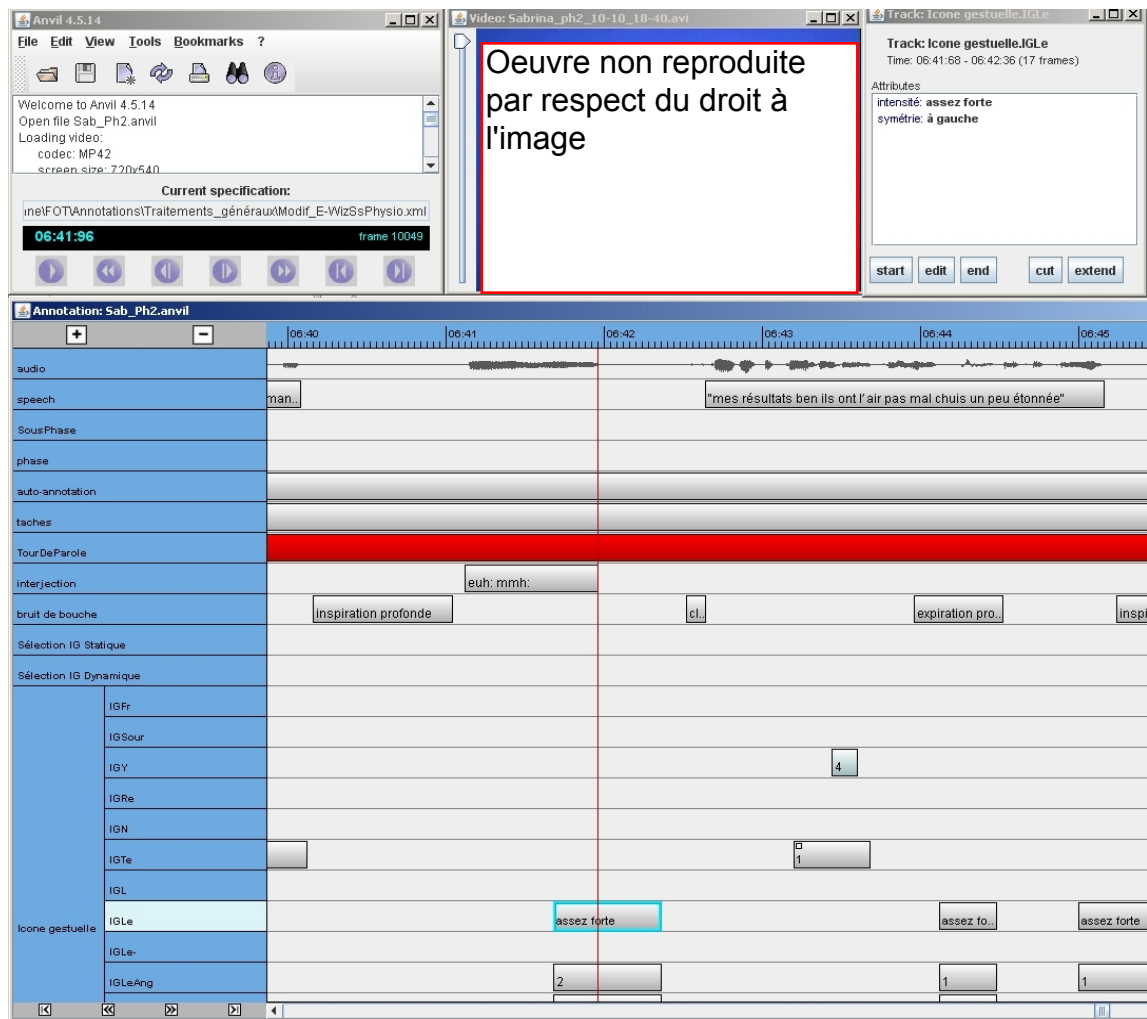 Anvil 4.5.14
File Edit View Tools Bookmarks ?
Welcome to Anvil 4.5.14
Open file Sab_Ph2.anvil
Loading video:
codec: MP42
screen size: 720x540
Current specification:
ıne\FOT\Annotations\Traitements_généraux\Modif_E-WizSsPhysio.xml
06:41:96 frame 10049
Video: Sabrina_ph2_10-10_18-40.avi
Oeuvre non reproduite
par respect du droit à
l'image
Track: Icone gestuelle.IGLe
Track: Icone gestuelle.IGLe
Time: 06:41:68 - 06:42:36 (17 frames)
Attributes
intensité: assez forte
symétrie: à gauche
start edit end cut extend
Annotation: Sab_Ph2.anvil
+ - 06:40 06:41 06:42 06:43 06:44 06:45
audio
speech man.. "mes résultats ben ils ont l'air pas mal chuis un peu étonnée"
SousPhase
phase
auto-annotation
taches
TourDeParole
interjection euh: mmh:
bruit de bouche inspiration profonde cl.. expiration pro.. inspi
Sélection IG Statique
Sélection IG Dynamique
Icone gestuelle
IGFr
IGSour
IGY 4
IGRe
IGN
IGTe 1
IGL
IGLe assez forte assez fo.. assez forte
IGLe-
IGLeAng 2 1 1